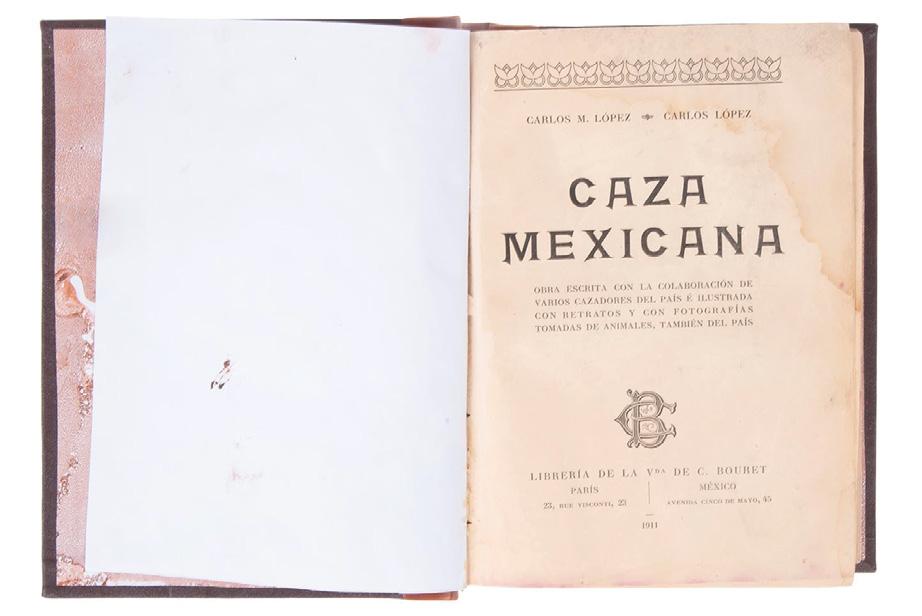 CARLOS M. LÓPEZ CARLOS LÓPEZ
CAZA
MEXICANA
OBRA ESCRITA CON LA COLABORACIÓN DE
VARIOS CAZADORES DEL PAÍS É ILUSTRADA
CON RETRATOS Y CON FOTOGRAFÍAS
TOMADAS DE ANIMALES, TAMBIÉN DEL PAÍS
CB
LIBRERÍA DE LA Vᴰᴬ DE C. BOURET
PARÍS
23, RUE VISCONTI, 23
MÉXICO
AVENIDA CINCO DE MAYO, 45
1911